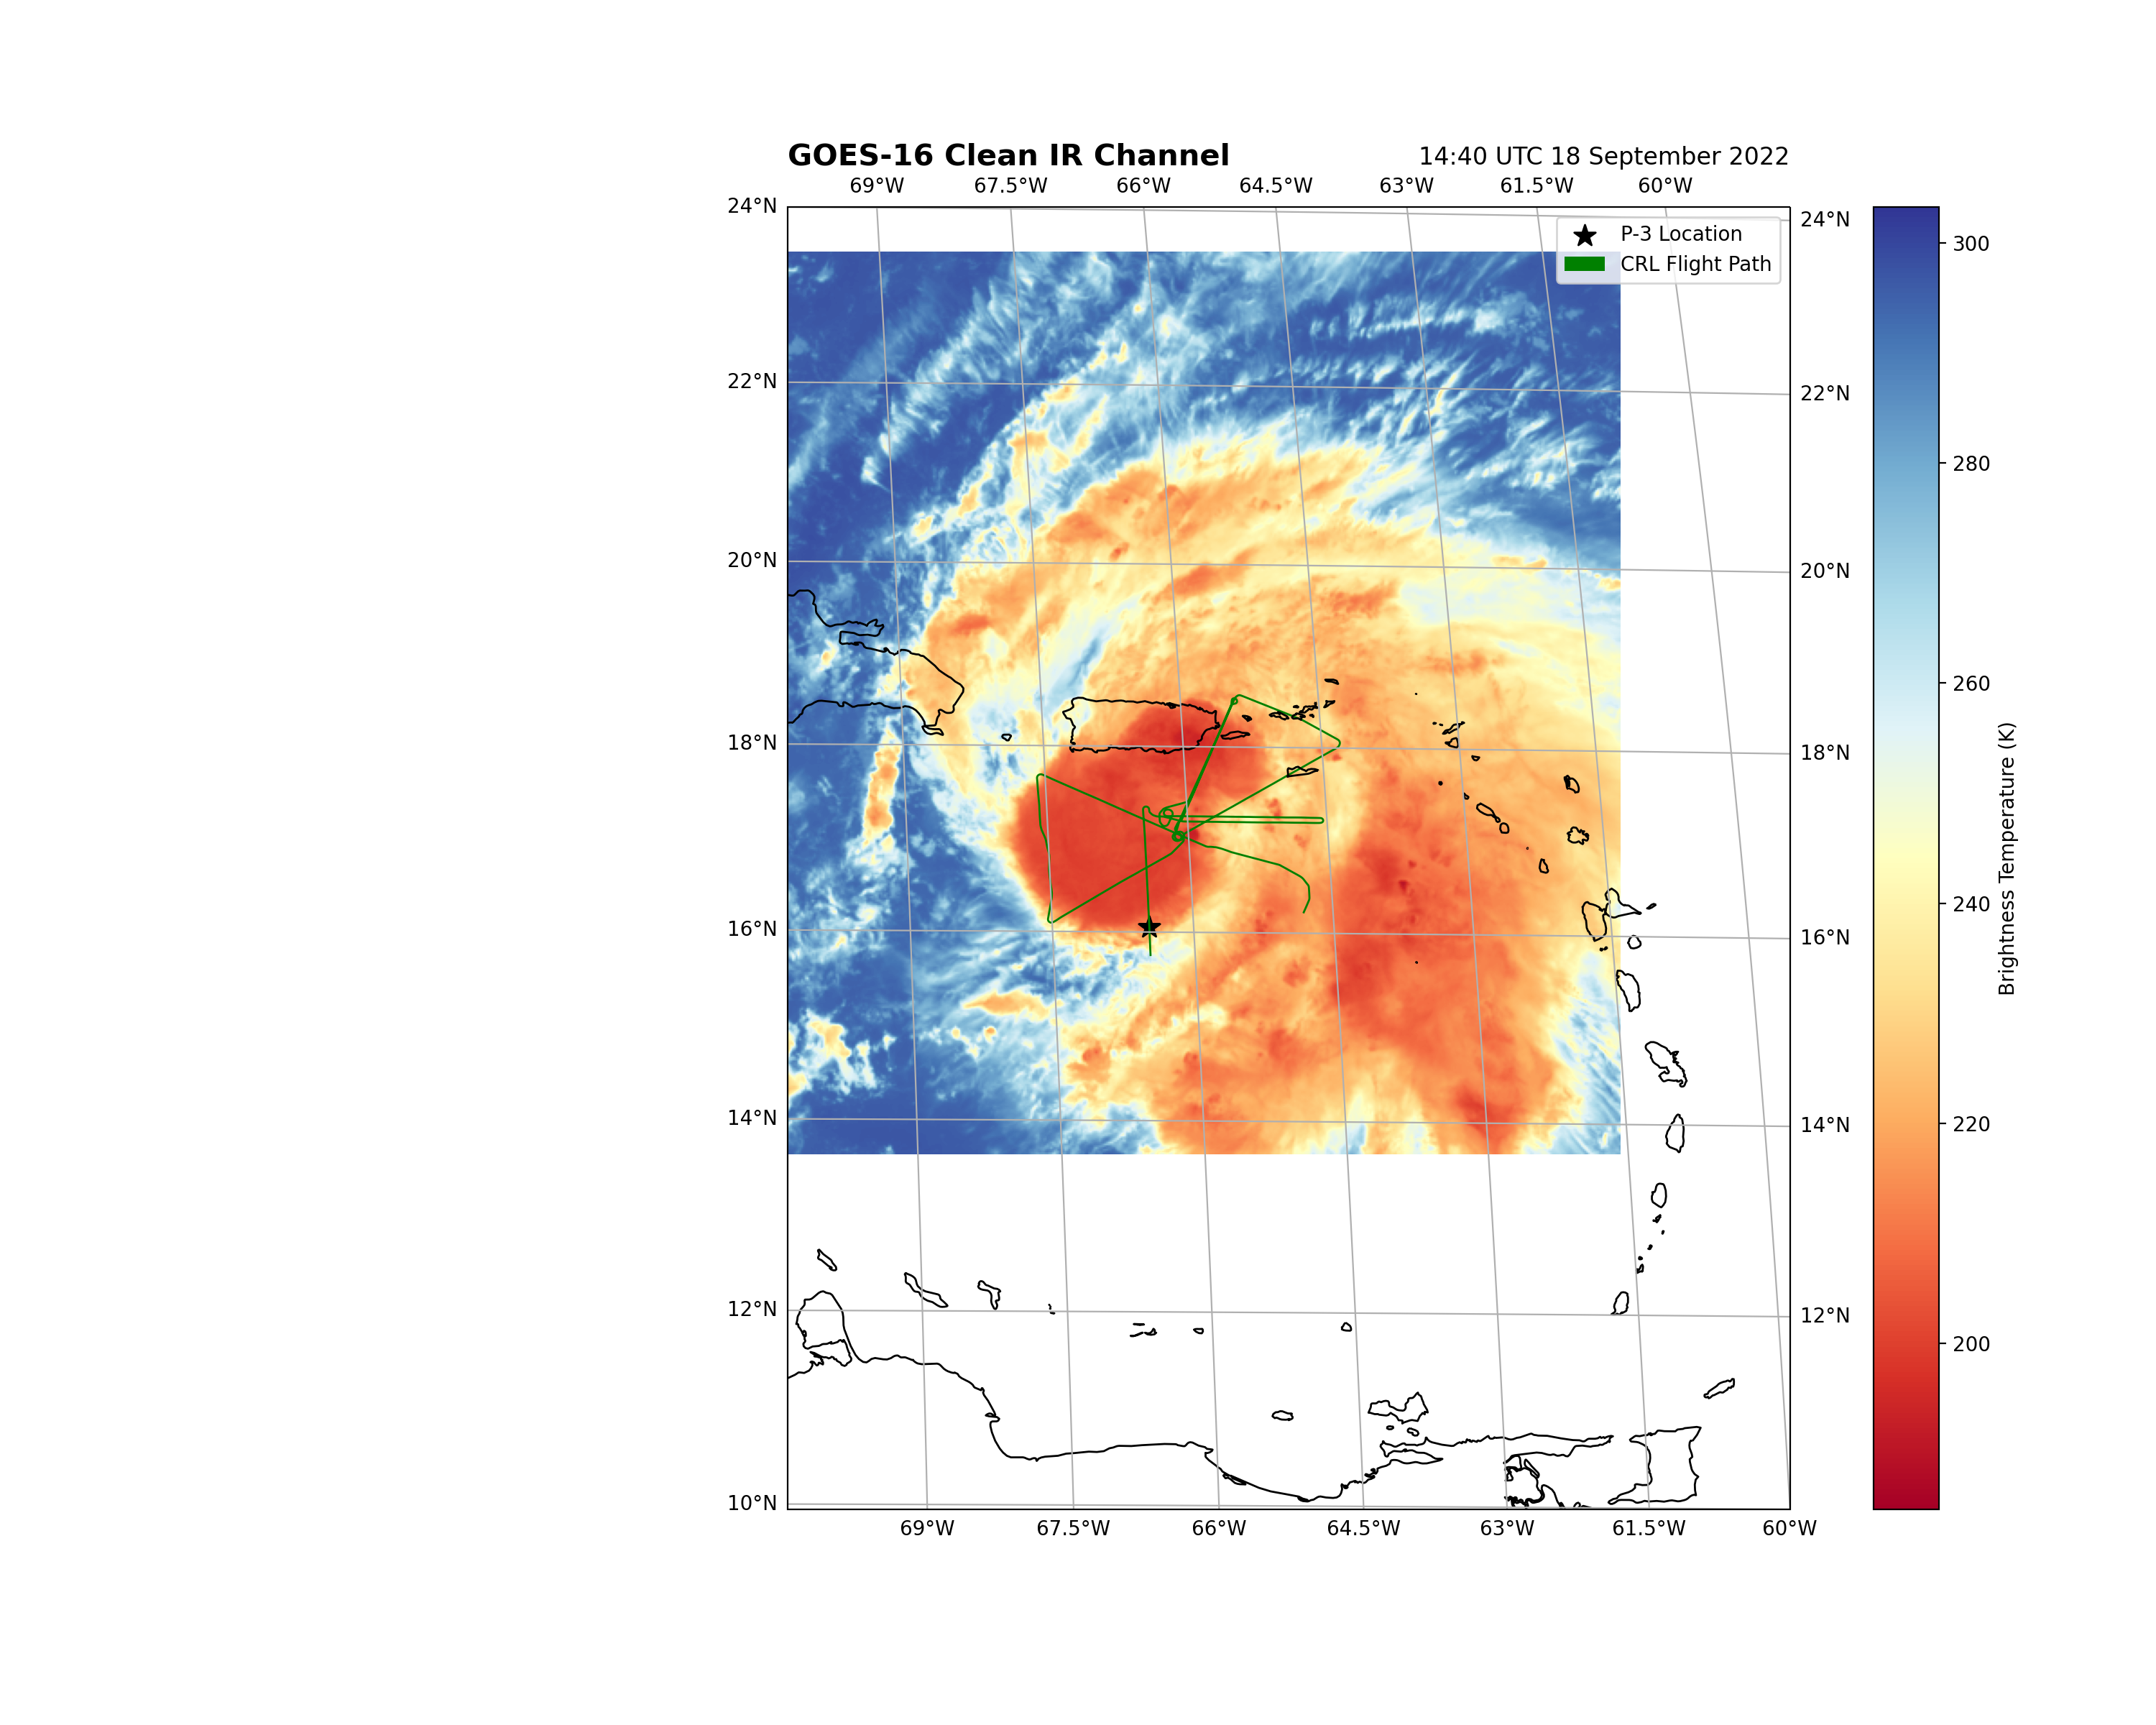 GOES-16 Clean IR Channel 14:40 UTC 18 September 2022
69°W 67.5°W 66°W 64.5°W 63°W 61.5°W 60°W
24°N 24°N 300
P-3 Location
CRL Flight Path
22°N 22°N 280
20°N 20°N 260
18°N 18°N
16°N 16°N 240
14°N 14°N 220
12°N 12°N 200
10°N
69°W 67.5°W 66°W 64.5°W 63°W 61.5°W 60°W
Brightness Temperature (K)